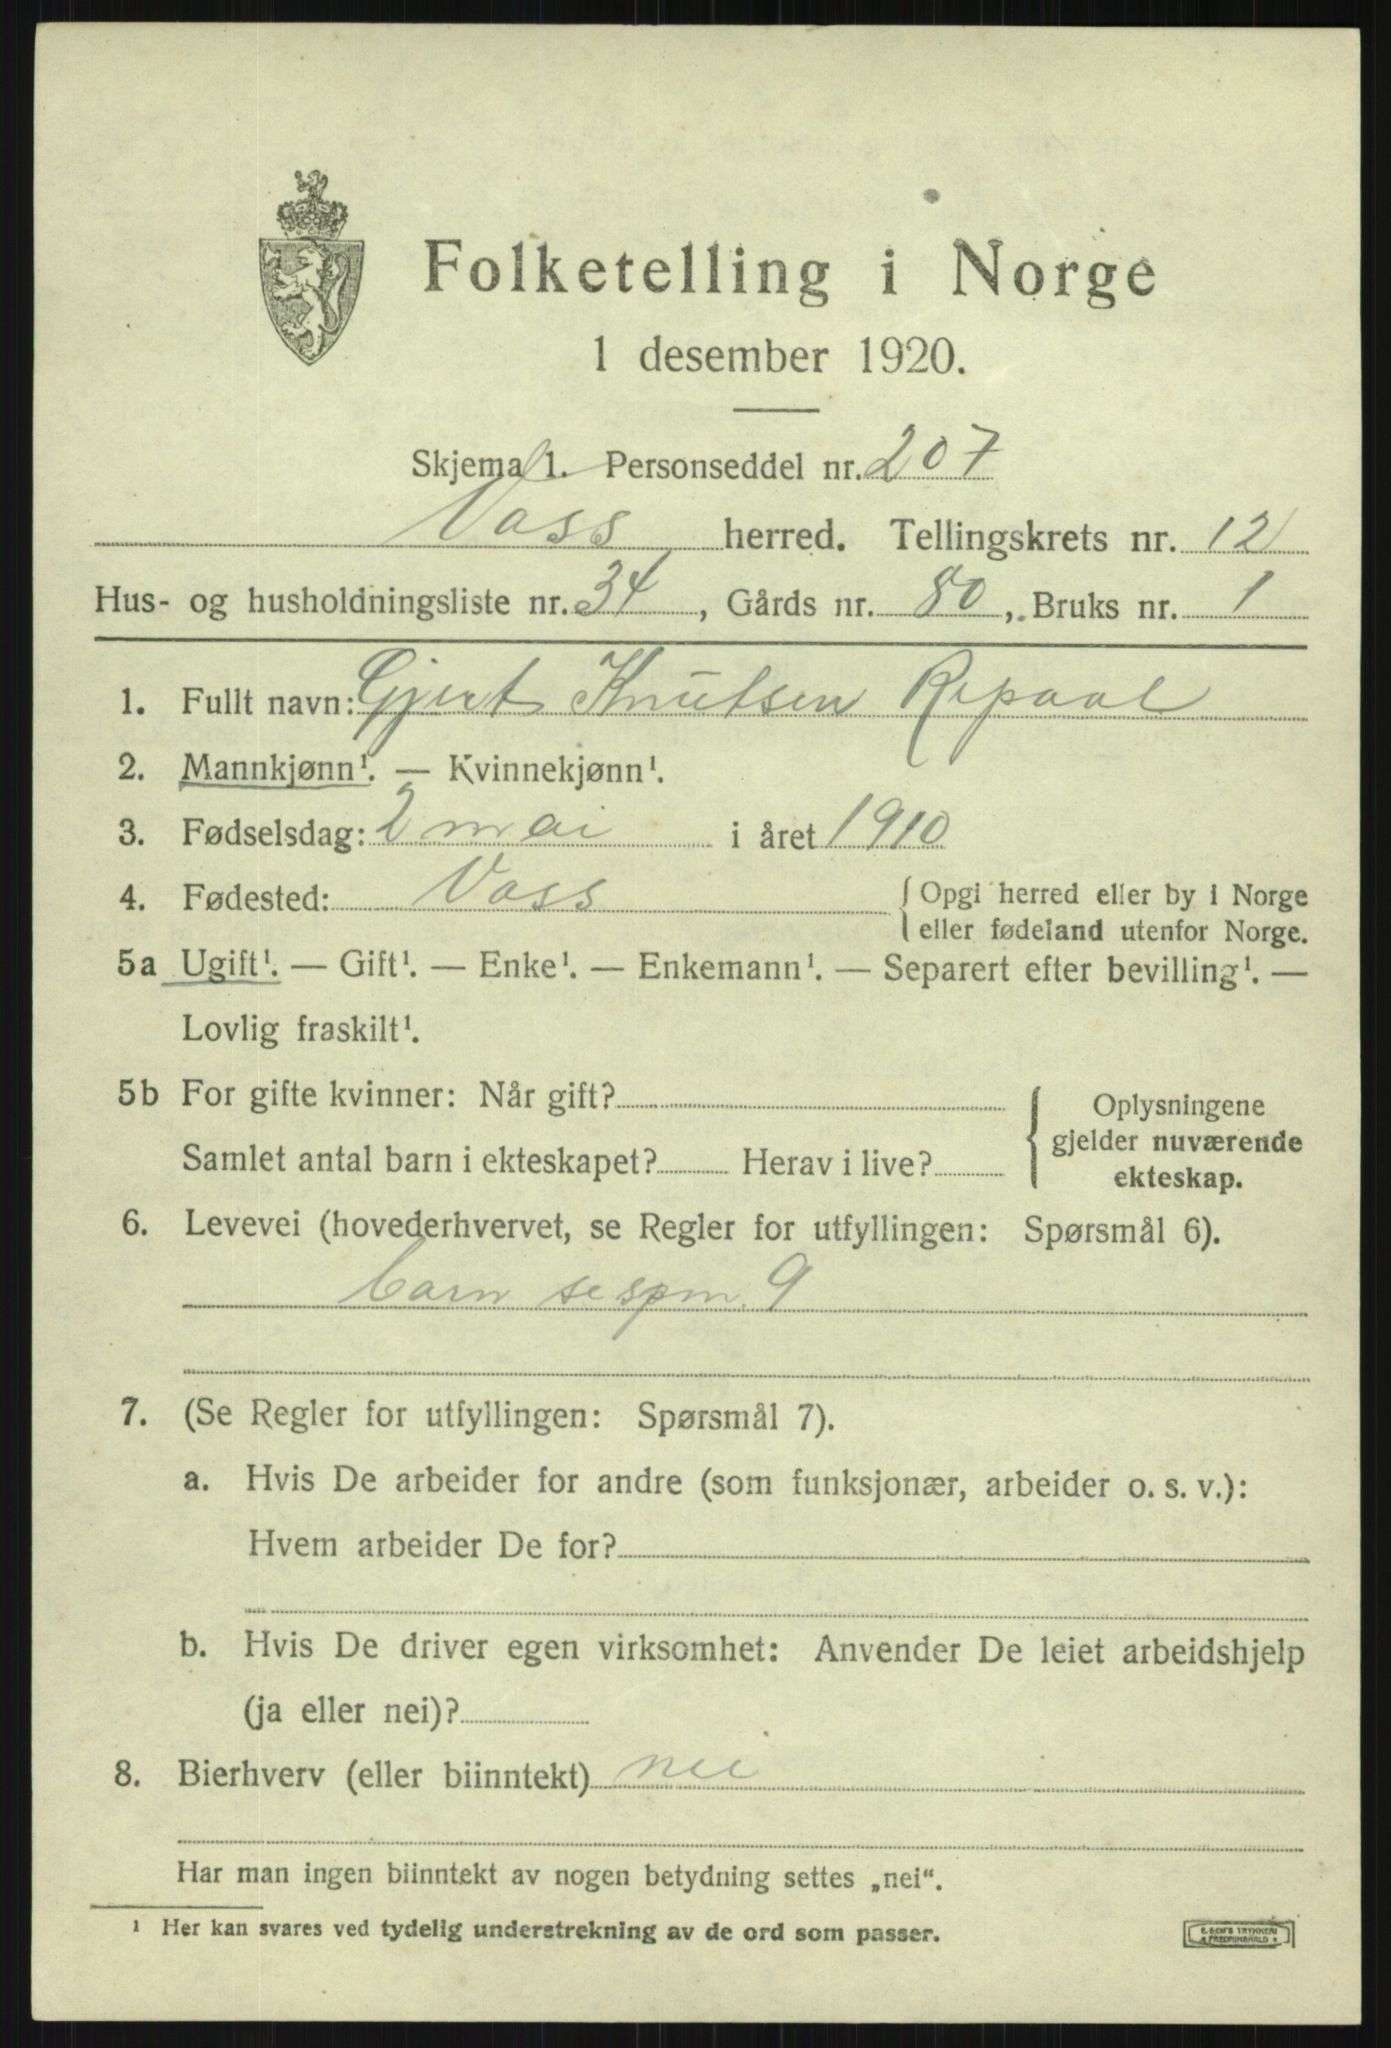 Folketelling i Norge
1 desember 1920.
Skjema 1. Personseddel nr. 207
Voss herred. Tellingskrets nr. 12
Hus- og husholdningsliste nr. 34, Gårds nr. 80, Bruks nr. 1
1. Fullt navn: Gjert Knutsen Repaal
2. Mannkjønn¹. — Kvinnekjønn¹.
3. Fødselsdag: 2 mai i året 1910
4. Fødested: Voss { Opgi herred eller by i Norge
eller fødeland utenfor Norge.
5a Ugift¹. — Gift¹. — Enke¹. — Enkemann¹. — Separert efter bevilling¹. —
Lovlig fraskilt¹.
5b For gifte kvinner: Når gift?
Samlet antal barn i ekteskapet? Herav i live?
Oplysningene
gjelder nuværende
ekteskap.
6. Levevei (hovederhvervet, se Regler for utfyllingen: Spørsmål 6).
barn se spm. 9
7. (Se Regler for utfyllingen: Spørsmål 7).
a. Hvis De arbeider for andre (som funksjonær, arbeider o. s. v.):
Hvem arbeider De for?
b. Hvis De driver egen virksomhet: Anvender De leiet arbeidshjelp
(ja eller nei)?
8. Bierhverv (eller biinntekt) nei
Har man ingen biinntekt av nogen betydning settes „nei“.
¹ Her kan svares ved tydelig understrekning av de ord som passer.